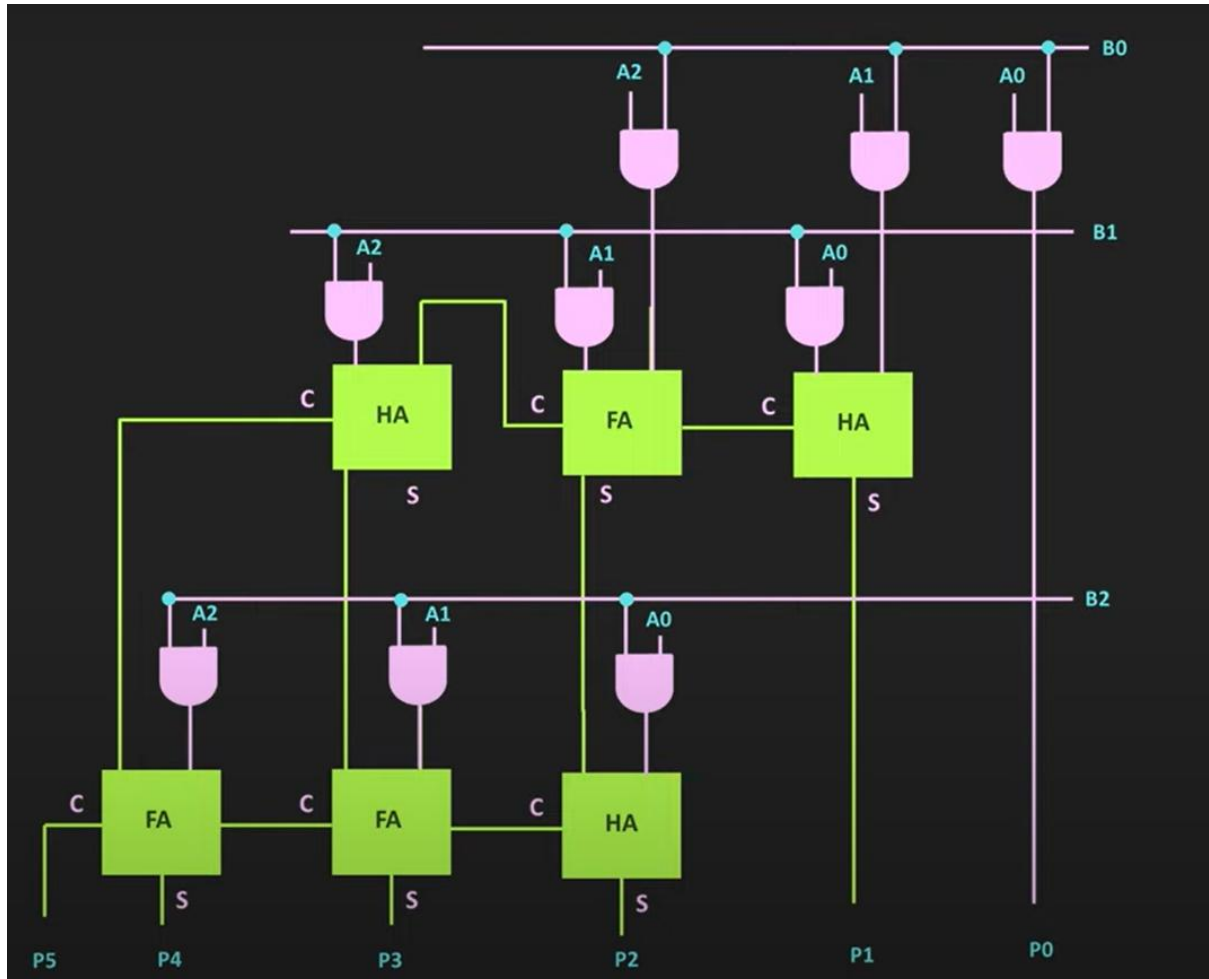 B0
A2 A1 A0
B1
A2 A1 A0
C HA C FA C HA
S S S
B2
A2 A1 A0
C FA C FA C HA
S S S
P5 P4 P3 P2 P1 P0